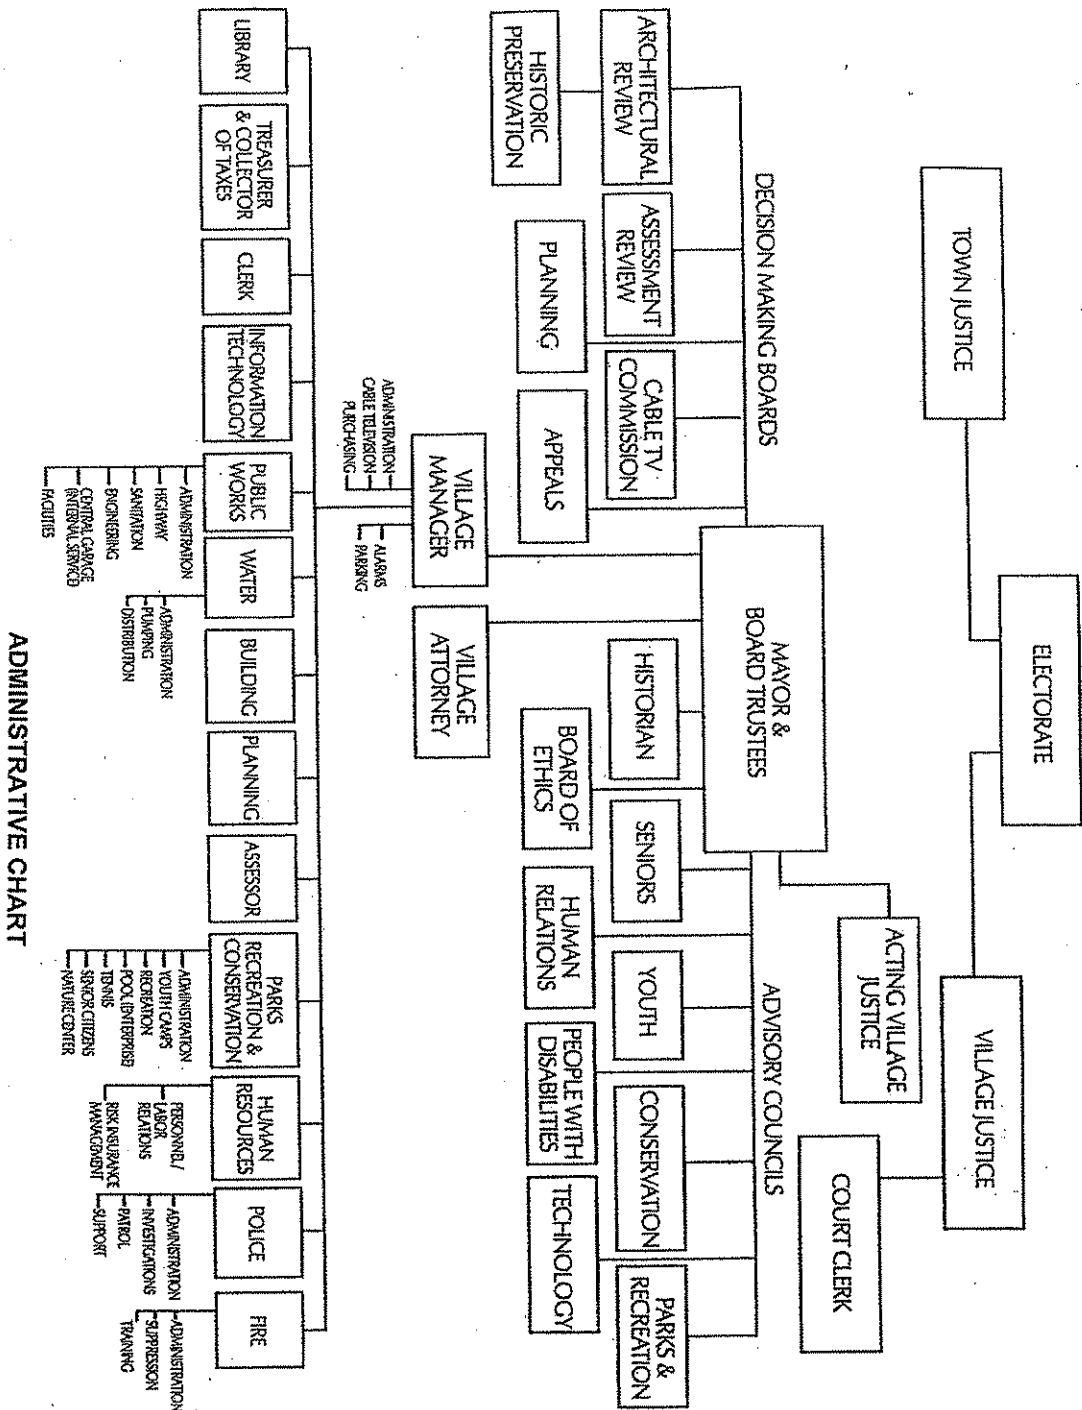 ELECTORATE
TOWN JUSTICE
VILLAGE JUSTICE
ACTING VILLAGE
JUSTICE
COURT CLERK
MAYOR &
BOARD TRUSTEES
DECISION MAKING BOARDS
ADVISORY COUNCILS
ARCHITECTURAL
REVIEW
ASSESSMENT
REVIEW
CABLE TV
COMMISSION
HISTORIAN
SENIORS
YOUTH
CONSERVATION
PARKS &
RECREATION
HISTORIC
PRESERVATION
PLANNING
APPEALS
BOARD OF
ETHICS
HUMAN
RELATIONS
PEOPLE WITH
DISABILITIES
TECHNOLOGY
VILLAGE
MANAGER
VILLAGE
ATTORNEY
ADMINISTRATION
CABLE TELEVISION
PURCHASING
ALARMS
PARKING
LIBRARY
TREASURER
& COLLECTOR
OF TAXES
CLERK
INFORMATION
TECHNOLOGY
PUBLIC
WORKS
WATER
BUILDING
PLANNING
ASSESSOR
PARKS
RECREATION &
CONSERVATION
HUMAN
RESOURCES
POLICE
FIRE
ADMINISTRATION
HIGHWAY
SANITATION
ENGINEERING
CENTRAL GARAGE
(INTERNAL SERVICE)
FACILITIES
ADMINISTRATION
PUMPING
DISTRIBUTION
ADMINISTRATION
YOUTH CAMPS
RECREATION
POOL (ENTERPRISE)
TENNIS
SENIOR CITIZENS
NATURE CENTER
PERSONNEL/
LABOR
RELATIONS
RISK INSURANCE
MANAGEMENT
ADMINISTRATION
INVESTIGATIONS
PATROL
SUPPORT
ADMINISTRATION
SUPPRESSION
TRAINING
ADMINISTRATIVE CHART